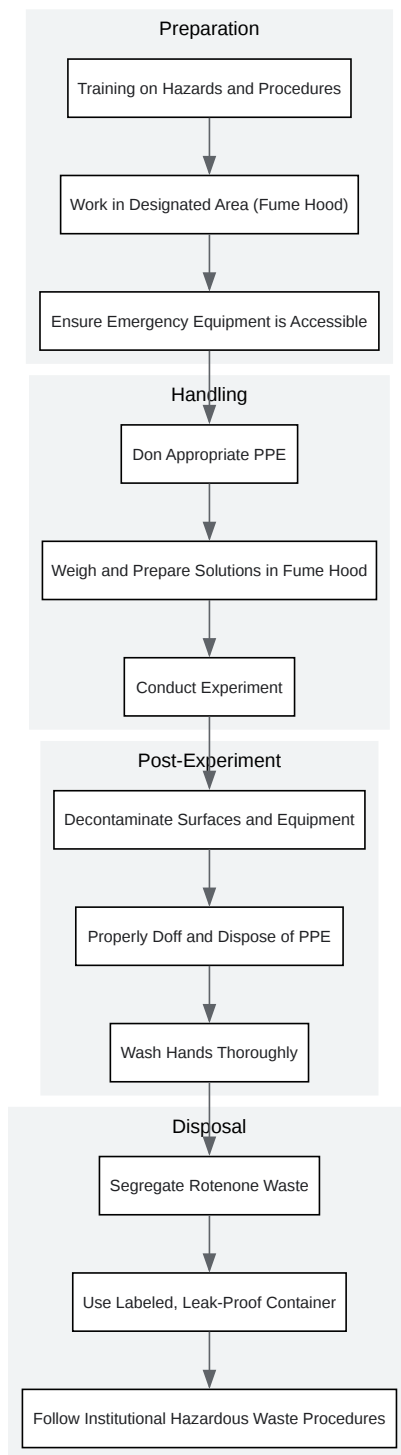 Preparation
Training on Hazards and Procedures
Work in Designated Area (Fume Hood)
Ensure Emergency Equipment is Accessible
Handling
Don Appropriate PPE
Weigh and Prepare Solutions in Fume Hood
Conduct Experiment
Post-Experiment
Decontaminate Surfaces and Equipment
Properly Doff and Dispose of PPE
Wash Hands Thoroughly
Disposal
Segregate Rotenone Waste
Use Labeled, Leak-Proof Container
Follow Institutional Hazardous Waste Procedures